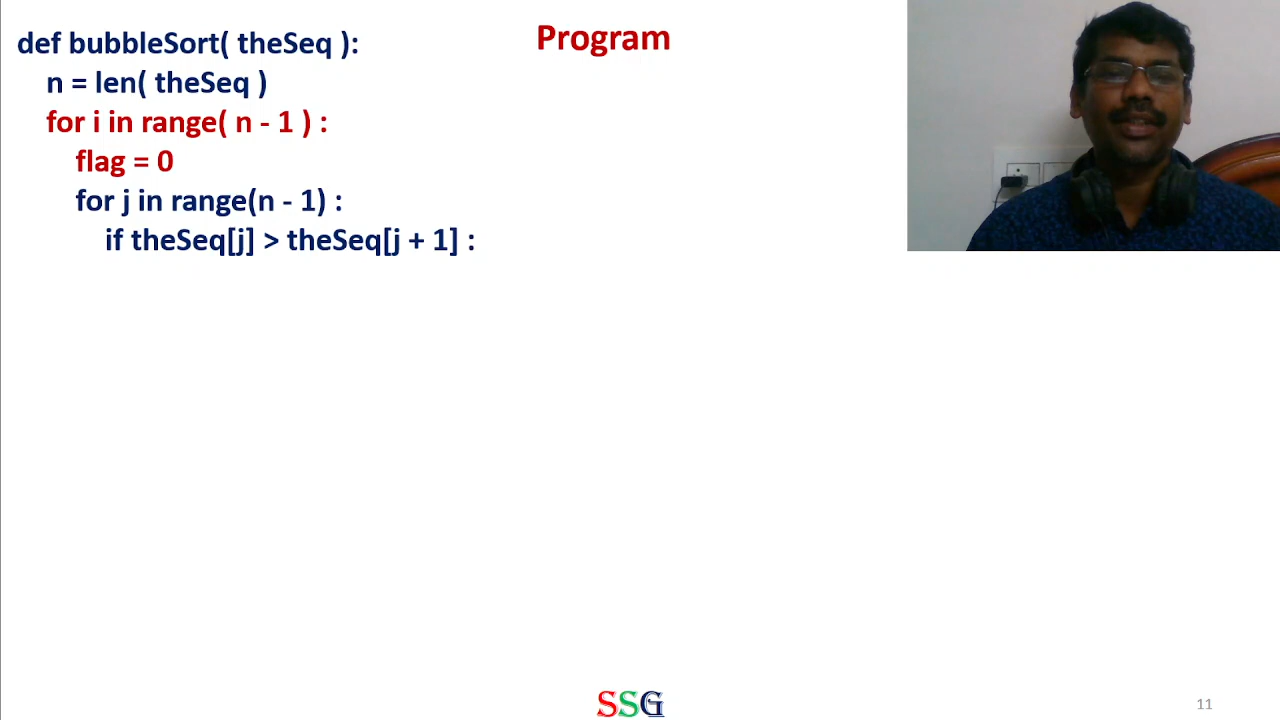 def bubbleSort( theSeq ):
n = len( theSeq )
for i in range( n - 1 ) :
flag = 0
for j in range(n - 1) :
if theSeq[j] > theSeq[j + 1] :
Program
SSG
11